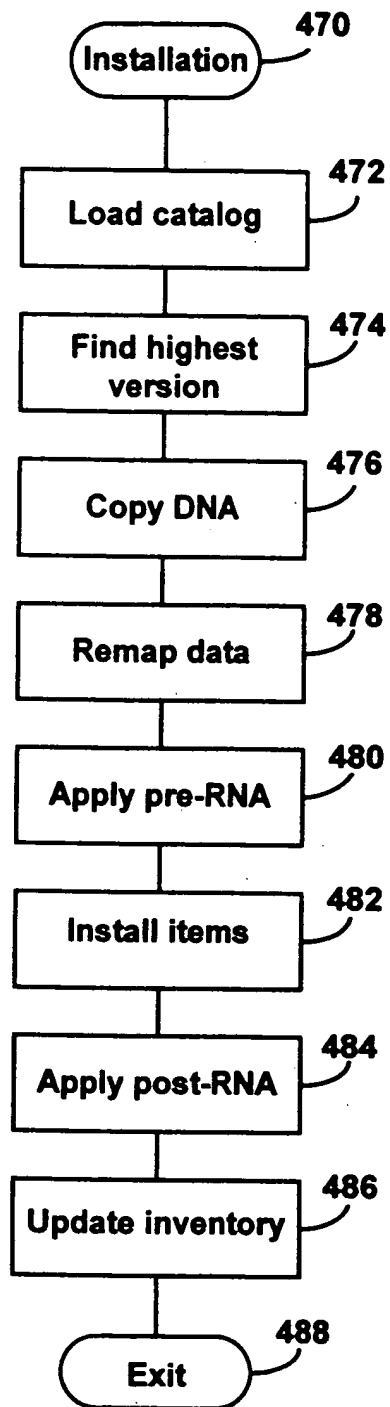 470
Installation
472
Load catalog
474
Find highest
version
476
Copy DNA
478
Remap data
480
Apply pre-RNA
482
Install items
484
Apply post-RNA
486
Update inventory
488
Exit